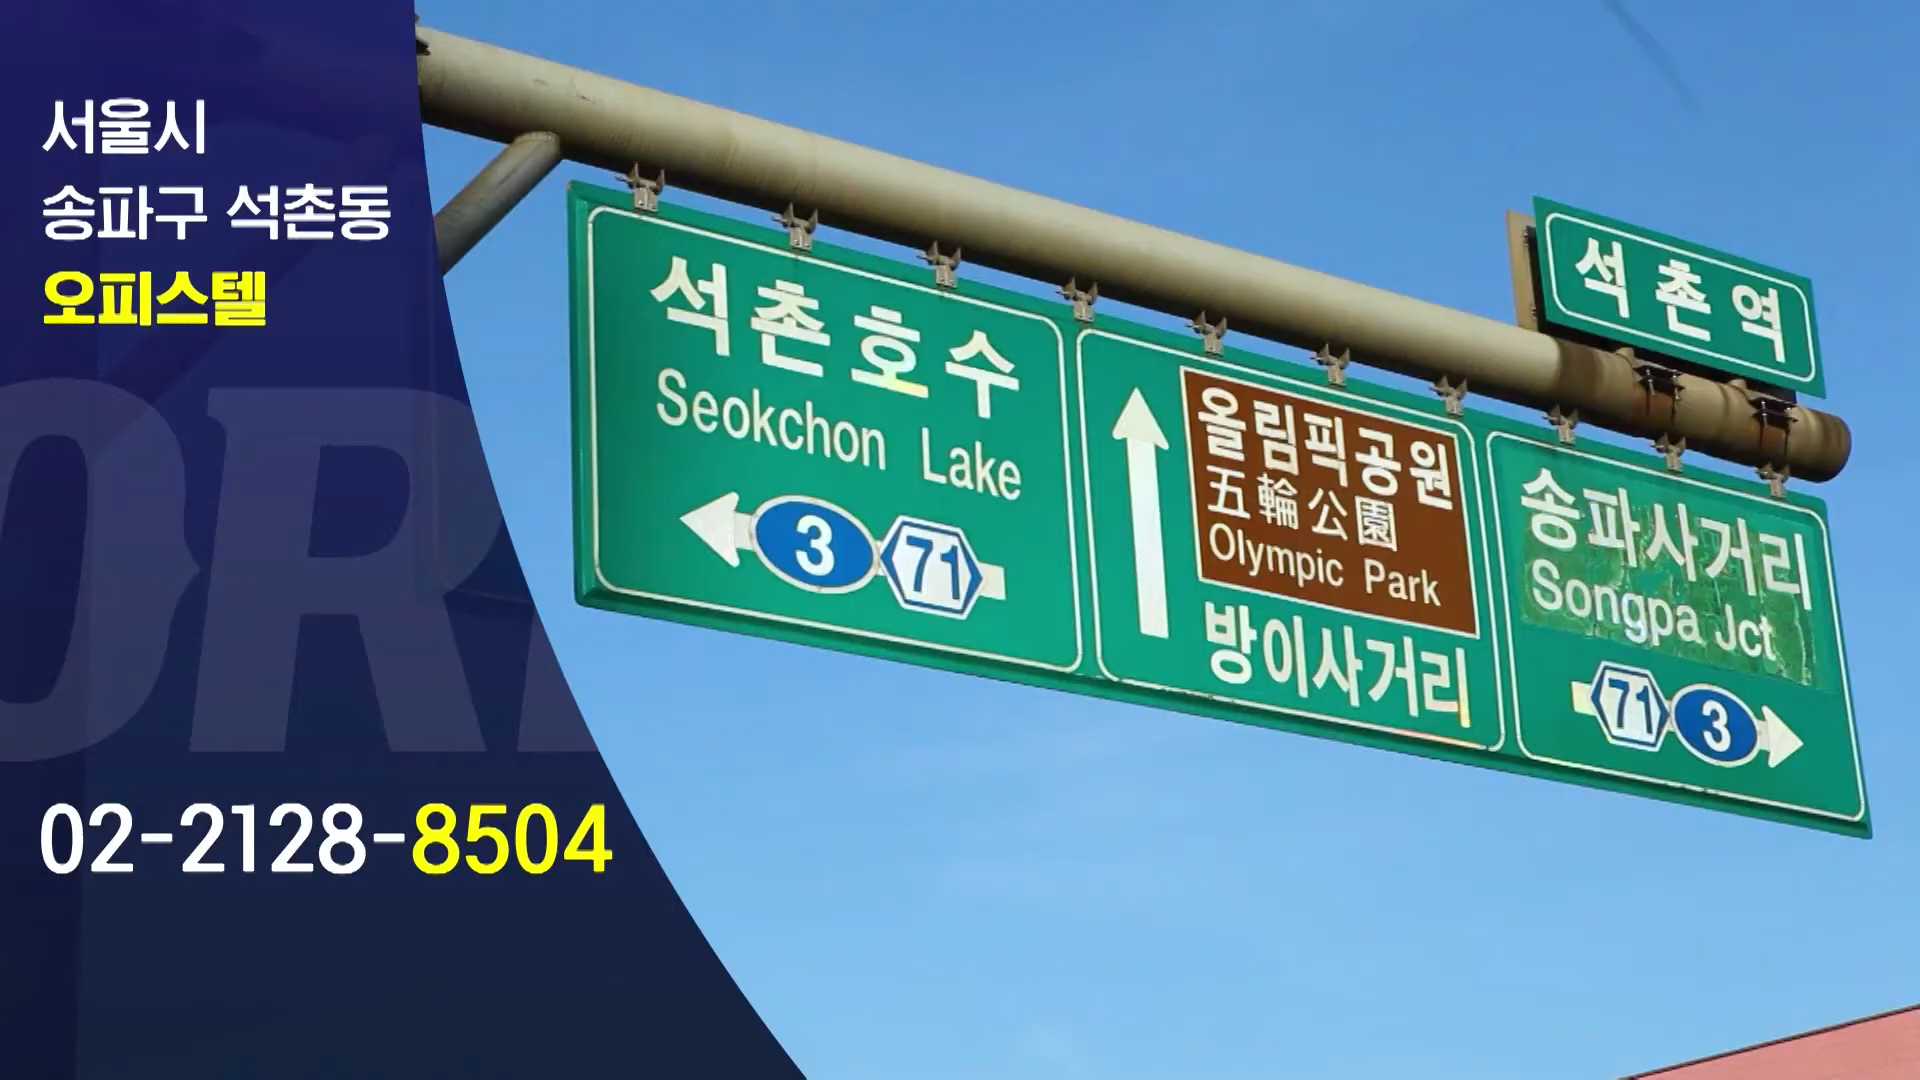 서울시
송파구 석촌동
오피스텔
02-2128-8504
석촌역
석촌호수
Seokchon Lake
3 71
올림픽공원
五輪公園
Olympic Park
방이사거리
송파사거리
Songpa Jct
71 3